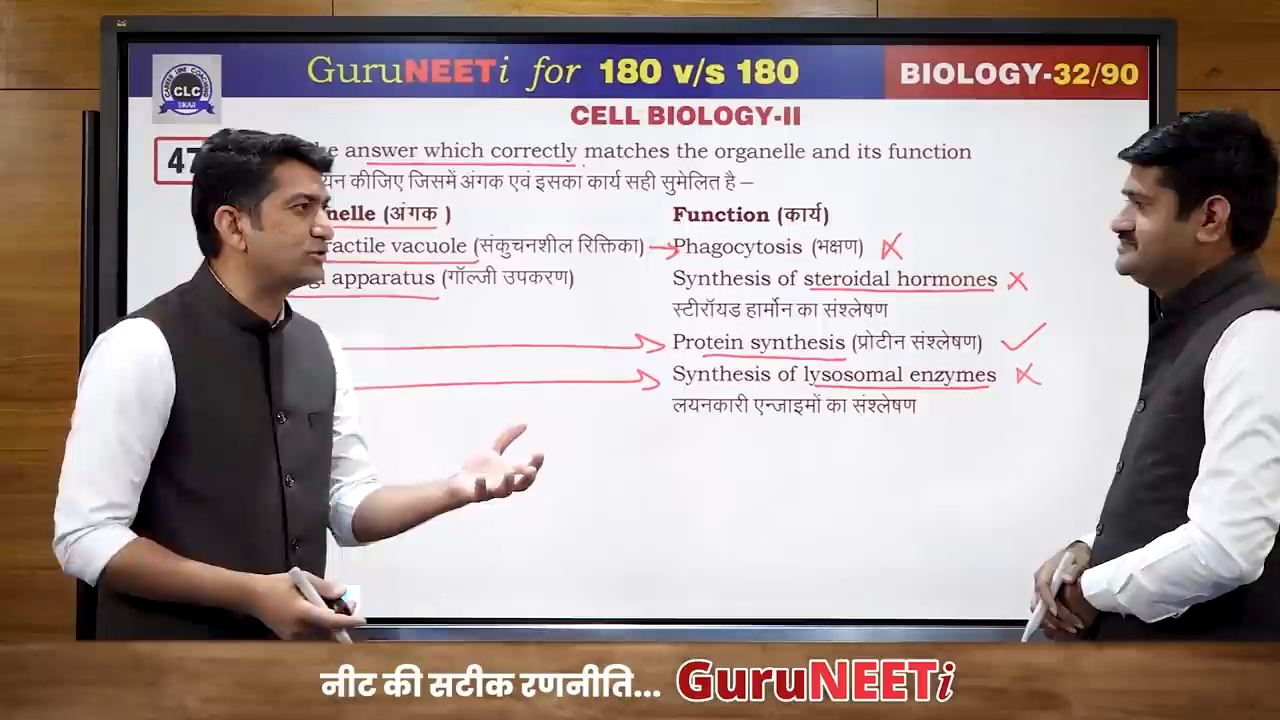 GuruNEETi for 180 v/s 180
BIOLOGY-32/90
CLC
SIKAR
CELL BIOLOGY-II
47
answer which correctly matches the organelle and its function
कीजिए जिसमें अंगक एवं इसका कार्य सही सुमेलित है –
nelle (अंगक )
Function (कार्य)
ractile vacuole (संकुचनशील रिक्तिका)
Phagocytosis (भक्षण)
apparatus (गॉल्जी उपकरण)
Synthesis of steroidal hormones
स्टीरॉयड हार्मोन का संश्लेषण
Protein synthesis (प्रोटीन संश्लेषण)
Synthesis of lysosomal enzymes
लयनकारी एन्जाइमों का संश्लेषण
नीट की सटीक रणनीति... GuruNEETi